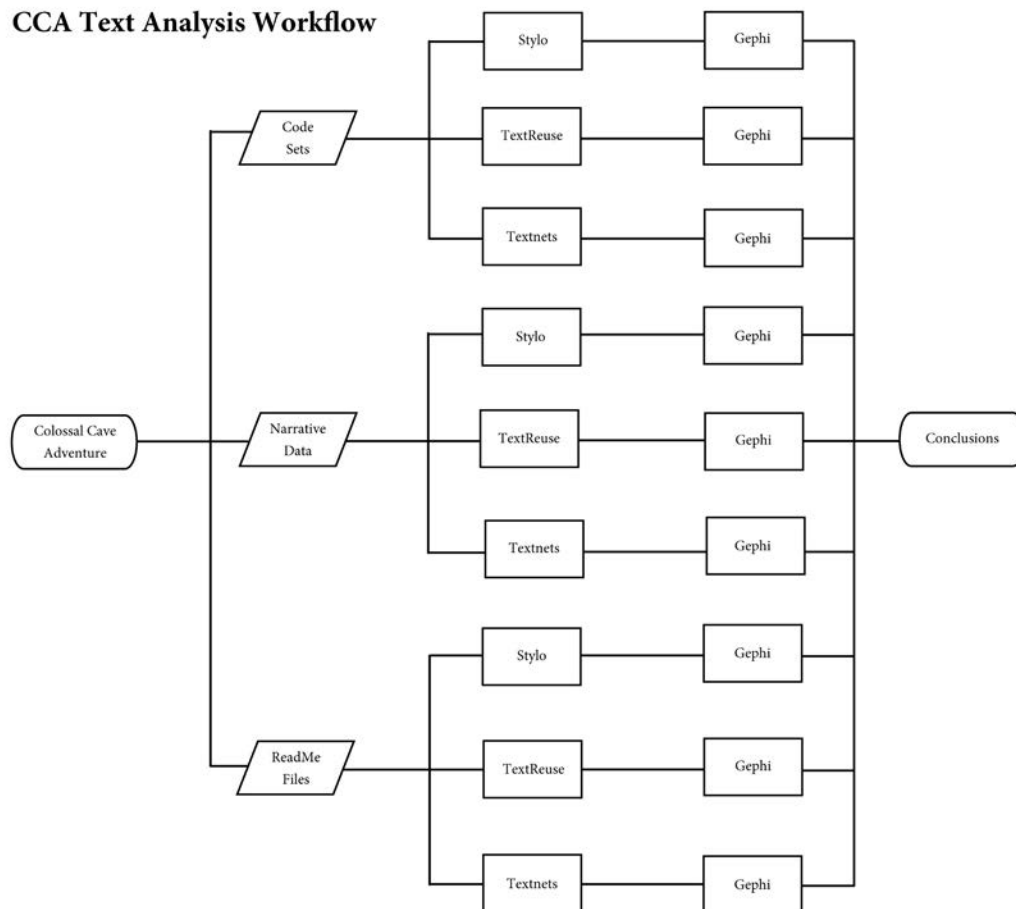 CCA Text Analysis Workflow
Stylo
Gephi
Code
Sets
TextReuse
Gephi
Textnets
Gephi
Stylo
Gephi
Colossal Cave
Adventure
Narrative
Data
TextReuse
Gephi
Conclusions
Textnets
Gephi
Stylo
Gephi
ReadMe
Files
TextReuse
Gephi
Textnets
Gephi